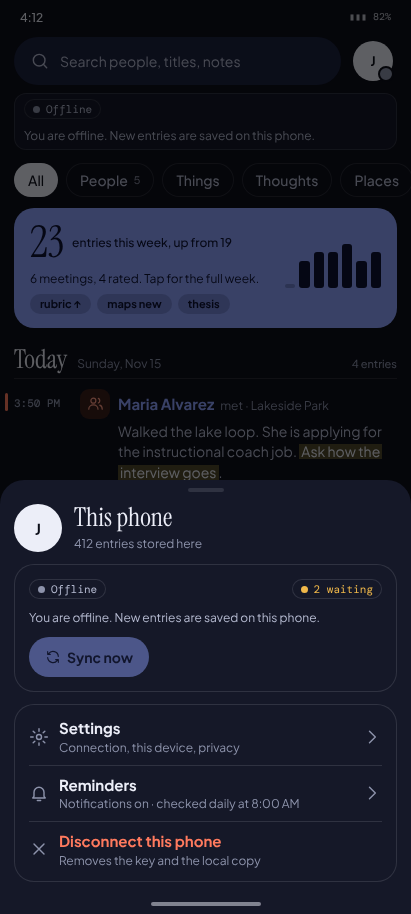 4:12
82%
Search people, titles, notes
J
Offline
You are offline. New entries are saved on this phone.
All
People 5
Things
Thoughts
Places
23 entries this week, up from 19
6 meetings, 4 rated. Tap for the full week.
rubric ↑
maps new
thesis
Today Sunday, Nov 15
4 entries
3:50 PM
Maria Alvarez met · Lakeside Park
Walked the lake loop. She is applying for
the instructional coach job. Ask how the
interview goes.
J
This phone
412 entries stored here
Offline
2 waiting
You are offline. New entries are saved on this phone.
Sync now
Settings
Connection, this device, privacy
Reminders
Notifications on · checked daily at 8:00 AM
Disconnect this phone
Removes the key and the local copy